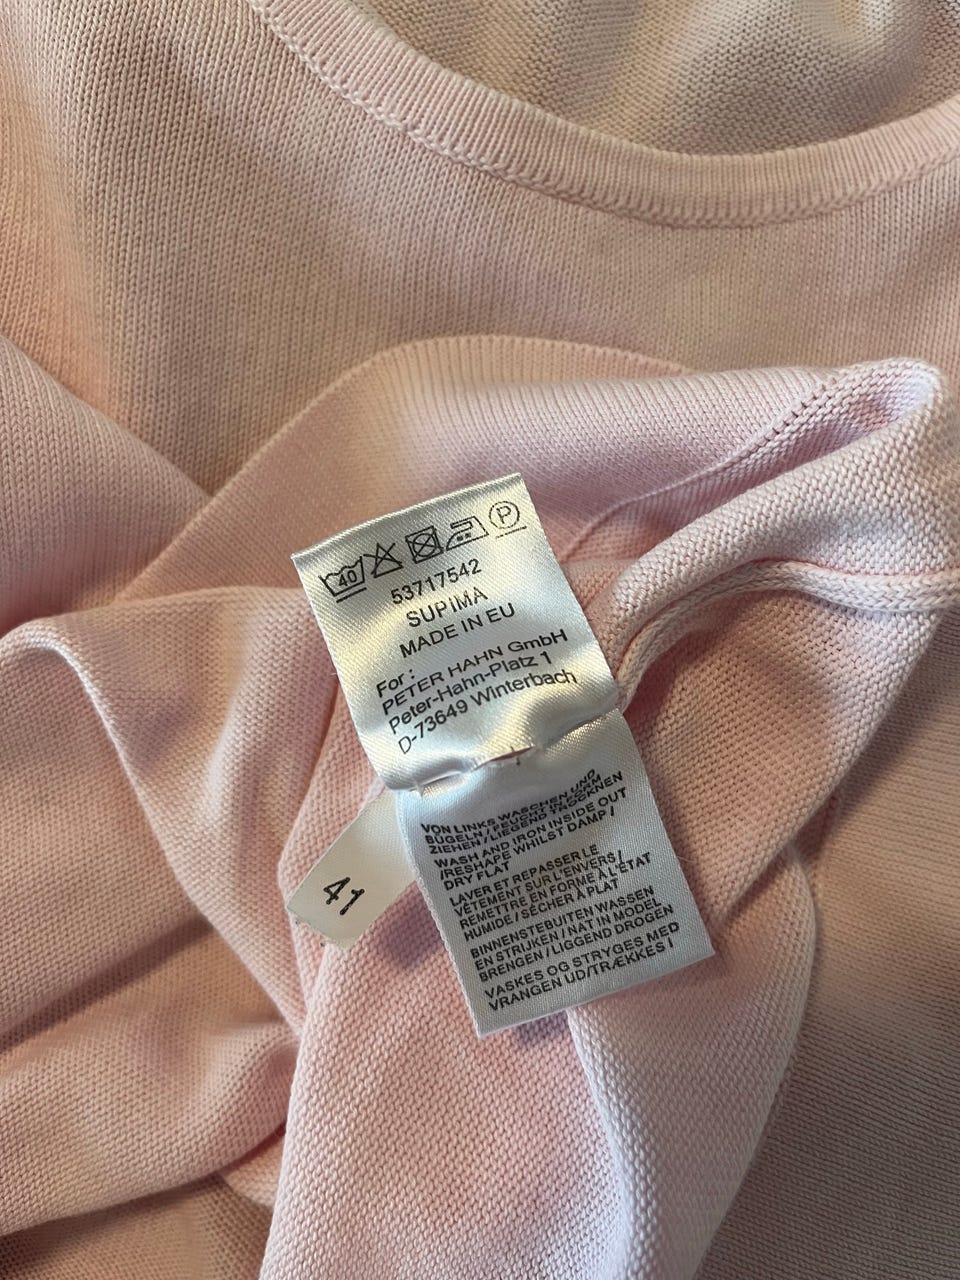 40 P
53717542
SUPIMA
MADE IN EU
For:
PETER HAHN GmbH
Peter-Hahn-Platz 1
D-73649 Winterbach
VON LINKS WASCHEN UND
BÜGELN / FEUCHT IN FORM
ZIEHEN / LIEGEND TROCKNEN
WASH AND IRON INSIDE OUT
/RESHAPE WHILST DAMP /
DRY FLAT
LAVER ET REPASSER LE
VÊTEMENT SUR L'ENVERS /
REMETTRE EN FORME À L'ÉTAT
HUMIDE / SÉCHER À PLAT
BINNENSTEBUITEN WASSEN
EN STRIJKEN / NAT IN MODEL
BRENGEN / LIGGEND DROGEN
VASKES OG STRYGES MED
VRANGEN UD/TRÆKKES I
41